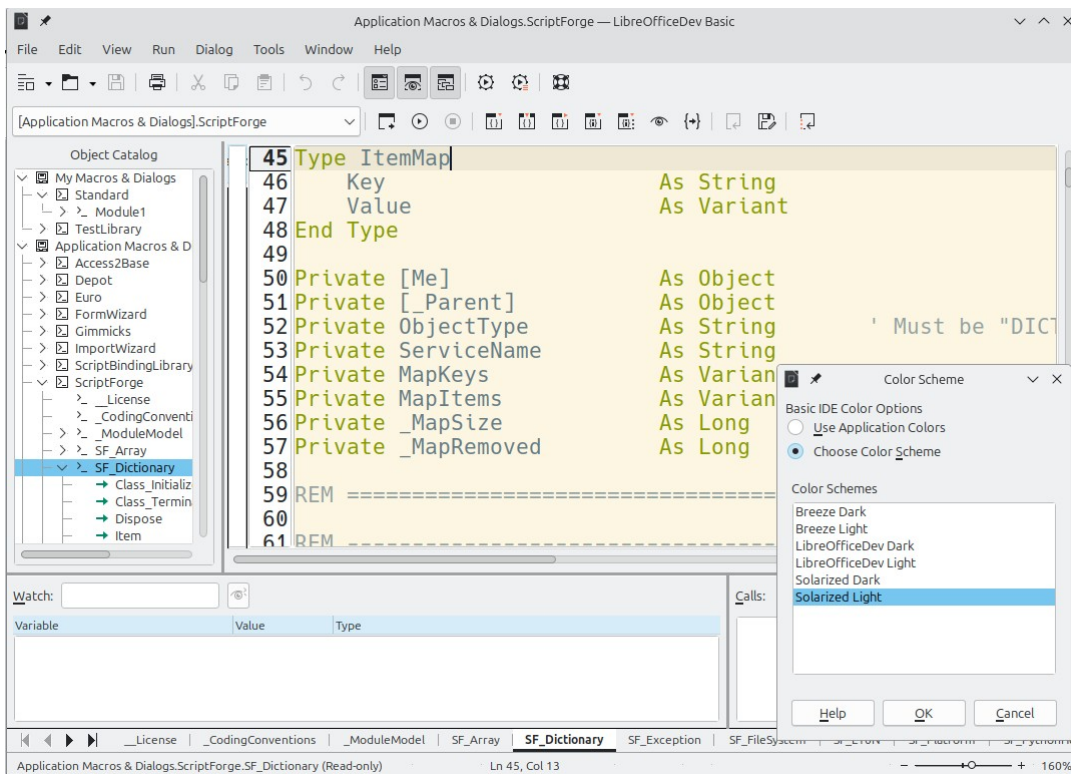 Application Macros & Dialogs.ScriptForge — LibreOfficeDev Basic
File Edit View Run Dialog Tools Window Help
[Application Macros & Dialogs].ScriptForge
Object Catalog
My Macros & Dialogs
Standard
Module1
TestLibrary
Application Macros & D
Access2Base
Depot
Euro
FormWizard
Gimmicks
ImportWizard
ScriptBindingLibrary
ScriptForge
__License
_CodingConventi
_ModuleModel
SF_Array
SF_Dictionary
Class_Initializ
Class_Termin
Dispose
Item
45 Type ItemMap
46 Key As String
47 Value As Variant
48 End Type
49
50 Private [Me] As Object
51 Private [_Parent] As Object
52 Private ObjectType As String ' Must be "DICT
53 Private ServiceName As String
54 Private MapKeys As Varian
55 Private MapItems As Varian
56 Private _MapSize As Long
57 Private _MapRemoved As Long
58
59 REM =================================
60
61 REM ---------------------------------
Color Scheme
Basic IDE Color Options
Use Application Colors
Choose Color Scheme
Color Schemes
Breeze Dark
Breeze Light
LibreOfficeDev Dark
LibreOfficeDev Light
Solarized Dark
Solarized Light
Help OK Cancel
Watch:
Calls:
Variable Value Type
__License _CodingConventions _ModuleModel SF_Array SF_Dictionary SF_Exception SF_FileSystem
Application Macros & Dialogs.ScriptForge.SF_Dictionary (Read-only) Ln 45, Col 13 160%